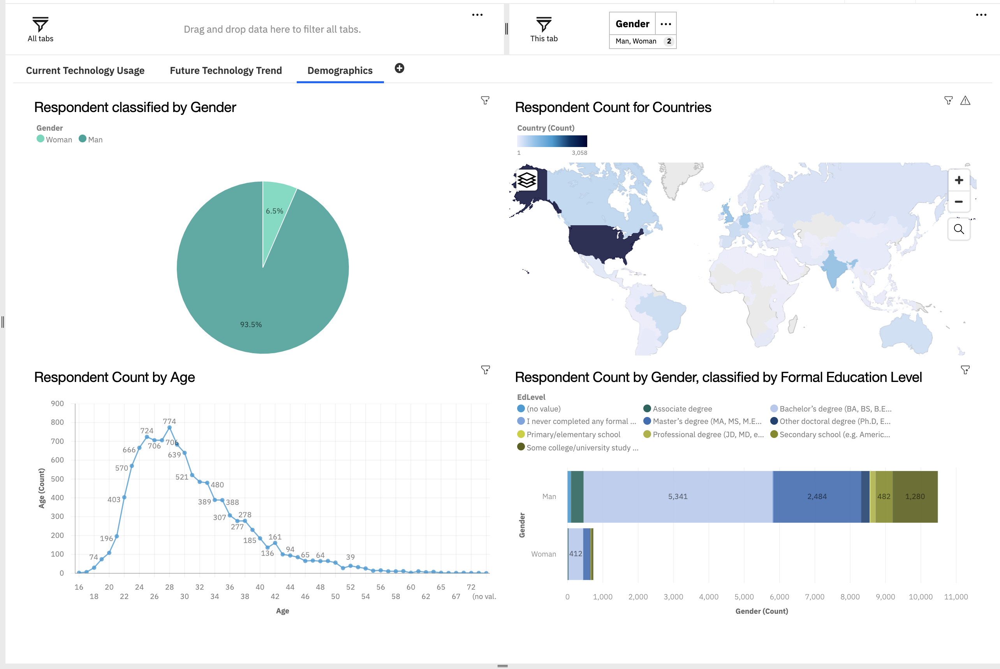 All tabs
Drag and drop data here to filter all tabs.
This tab
Gender
Man, Woman 2
Current Technology Usage
Future Technology Trend
Demographics
Respondent classified by Gender
Gender
Woman Man
6.5%
93.5%
Respondent Count for Countries
Country (Count)
1 3,058
Respondent Count by Age
Age (Count)
900
800
700
600
500
400
300
200
100
0
74
196
403
570
666
724
706
774
706
639
521
480
389
388
307
277
278
185
136
161
94
65
64
39
16 20 24 28 32 36 40 44 48 52 56 60 65 72
18 22 26 30 34 38 42 46 50 54 58 62 67 (no val.
Age
Respondent Count by Gender, classified by Formal Education Level
EdLevel
(no value) Associate degree Bachelor’s degree (BA, BS, B.E...
I never completed any formal ... Master’s degree (MA, MS, M.E... Other doctoral degree (Ph.D, E...
Primary/elementary school Professional degree (JD, MD, e... Secondary school (e.g. Americ...
Some college/university study ...
Gender
Man 5,341 2,484 482 1,280
Woman 412
0 1,000 2,000 3,000 4,000 5,000 6,000 7,000 8,000 9,000 10,000 11,000
Gender (Count)